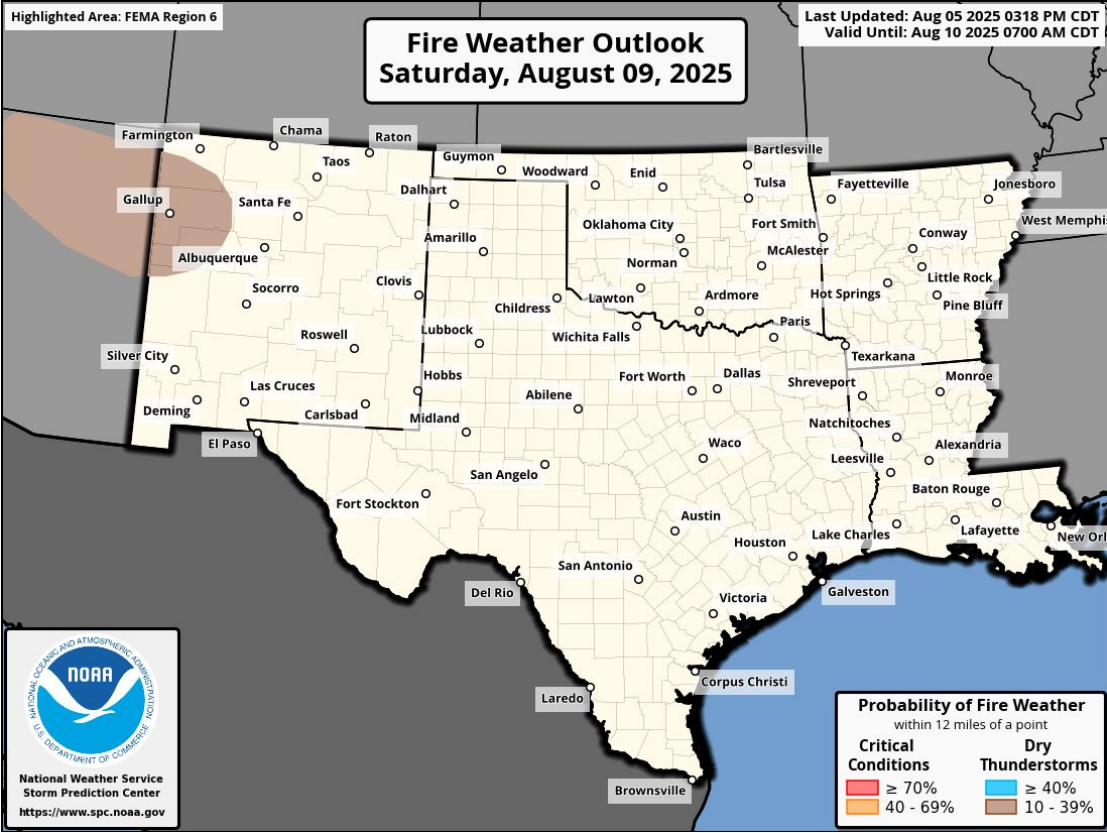 Highlighted Area: FEMA Region 6
Fire Weather Outlook
Saturday, August 09, 2025
Last Updated: Aug 05 2025 0318 PM CDT
Valid Until: Aug 10 2025 0700 AM CDT
Farmington
Chama
Raton
Taos
Gallup
Santa Fe
Albuquerque
Socorro
Clovis
Roswell
Silver City
Las Cruces
Hobbs
Deming
Carlsbad
Guymon
Woodward
Enid
Bartlesville
Tulsa
Dalhart
Oklahoma City
Amarillo
Norman
McAlester
Fort Smith
Fayetteville
Jonesboro
West Memphis
Conway
Little Rock
Hot Springs
Pine Bluff
Childress
Lawton
Ardmore
Wichita Falls
Paris
Texarkana
Lubbock
Fort Worth
Dallas
Shreveport
Monroe
Abilene
Midland
Natchitoches
El Paso
Waco
Leesville
Alexandria
San Angelo
Fort Stockton
Baton Rouge
Austin
Houston
Lake Charles
Lafayette
New Orl
San Antonio
Del Rio
Galveston
Victoria
Laredo
Corpus Christi
Brownsville
NATIONAL OCEANIC AND ATMOSPHERIC ADMINISTRATION
NOAA
U.S. DEPARTMENT OF COMMERCE
National Weather Service
Storm Prediction Center
https://www.spc.noaa.gov
Probability of Fire Weather
within 12 miles of a point
Critical Conditions
≥ 70%
40 - 69%
Dry Thunderstorms
≥ 40%
10 - 39%